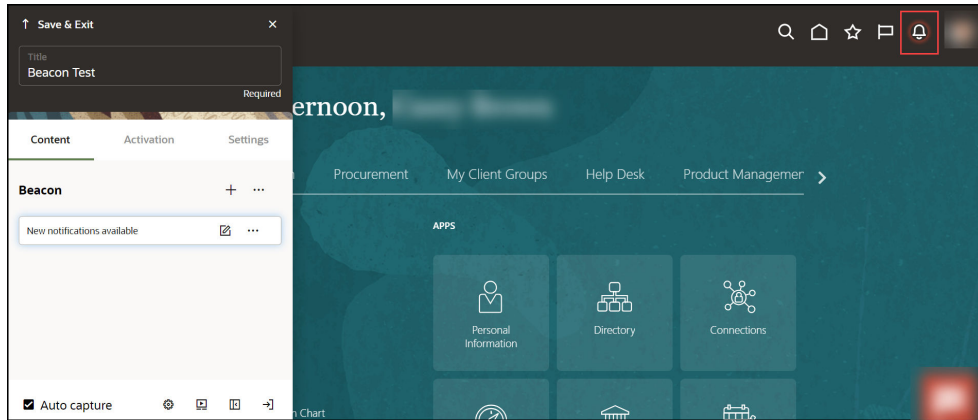 ↑ Save & Exit
Title
Beacon Test
Required
Content Activation Settings
Beacon
New notifications available
Auto capture
ernoon,
Procurement My Client Groups Help Desk Product Managemer
APPS
Personal
Information
Directory
Connections
n Chart